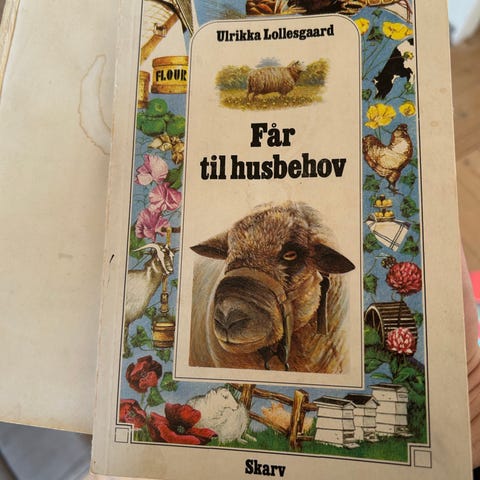 FLOUR
Ulrikka Lollesgaard
Får
til husbehov
Skarv